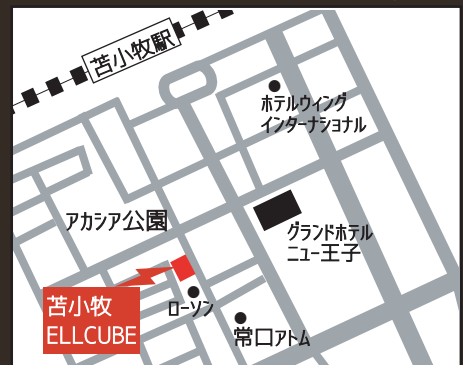 苫小牧駅
ホテルウィング
インターナショナル
アカシア公園
グランドホテル
ニュー王子
苫小牧
ELLCUBE
ローソン
常口アトム